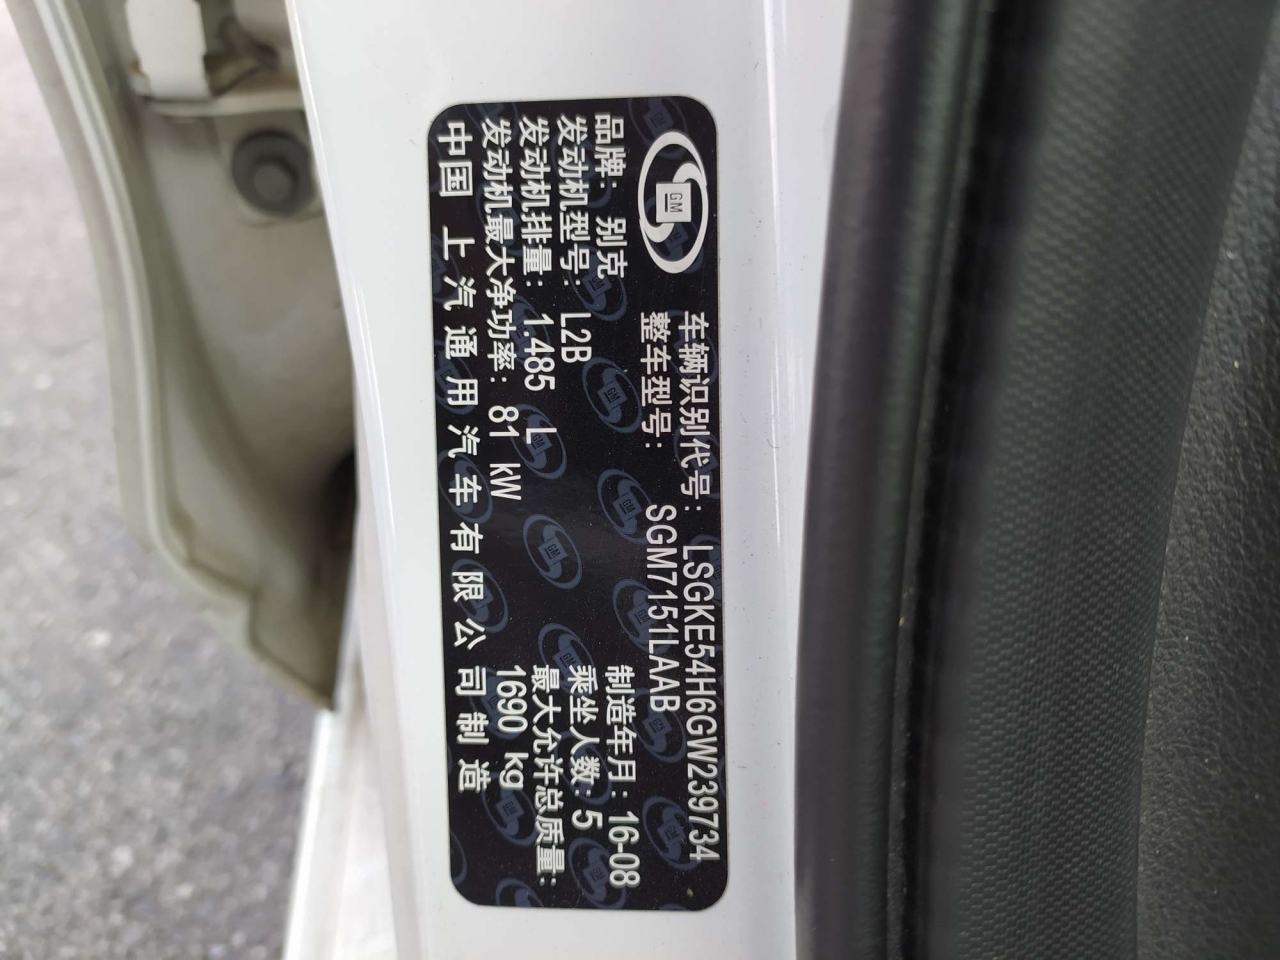 GM
车辆识别代号: LSGKE54H6GW239734
整车型号: SGM7151LAAB
品牌: 别克
制造年月: 16-08
发动机型号: L2B
乘坐人数: 5
发动机排量: 1.485 L
最大允许总质量:
发动机最大净功率: 81 kW
1690 kg
中国 上汽通用汽车有限公司制造